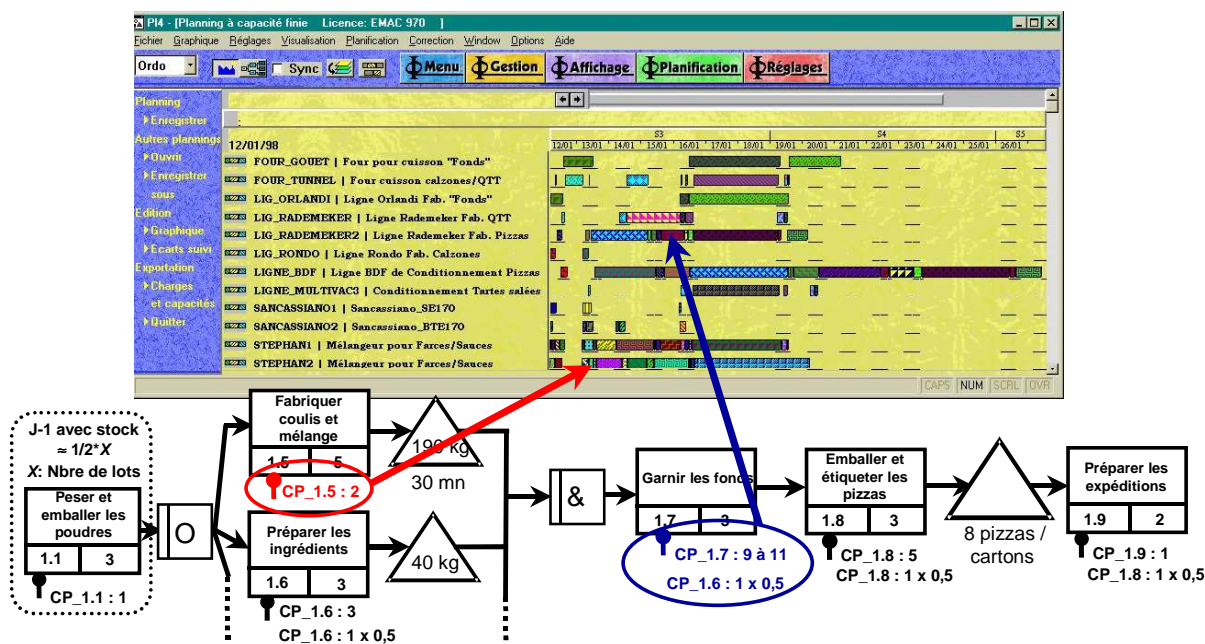 PI4 - [Planning à capacité finie Licence: EMAC 970 ]
Fichier Graphique Réglages Visualisation Planification Correction Window Options Aide
Ordo Sync Menu Gestion Affichage Planification Réglages
Planning
Enregistrer
Autres plannings
Ouvrir
Enregistrer
sous
Edition
Graphique
Ecarts suivi
Exportation
Charges
et capacités
Quitter
:
12/01/98
S3 S4 S5
12/01 13/01 14/01 15/01 16/01 17/01 18/01 19/01 20/01 21/01 22/01 23/01 24/01 25/01 26/01
FOUR_GOUET | Four pour cuisson "Fonds"
FOUR_TUNNEL | Four cuisson calzones/QTT
LIG_ORLANDI | Ligne Orlandi Fab. "Fonds"
LIG_RADEMEKER | Ligne Rademeker Fab. QTT
LIG_RADEMEKER2 | Ligne Rademeker Fab. Pizzas
LIG_RONDO | Ligne Rondo Fab. Calzones
LIGNE_BDF | Ligne BDF de Conditionnement Pizzas
LIGNE_MULTIVAC3 | Conditionnement Tartes salées
SANCASSIANO1 | Sancassiano_SE170
SANCASSIANO2 | Sancassiano_BTE170
STEPHAN1 | Mélangeur pour Farces/Sauces
STEPHAN2 | Mélangeur pour Farces/Sauces
CAPS NUM SCRL OVR
J-1 avec stock
≈ 1/2*X
X: Nbre de lots
Peser et
emballer les
poudres
1.1 3
CP_1.1 : 1
O
Fabriquer
coulis et
mélange
1.5 5
CP_1.5 : 2
190 kg
30 mn
Préparer les
ingrédients
1.6 3
CP_1.6 : 3
CP_1.6 : 1 x 0,5
40 kg
&
Garnir les fonds
1.7 3
CP_1.7 : 9 à 11
CP_1.6 : 1 x 0,5
Emballer et
étiqueter les
pizzas
1.8 3
CP_1.8 : 5
CP_1.8 : 1 x 0,5
8 pizzas /
cartons
Préparer les
expéditions
1.9 2
CP_1.9 : 1
CP_1.8 : 1 x 0,5